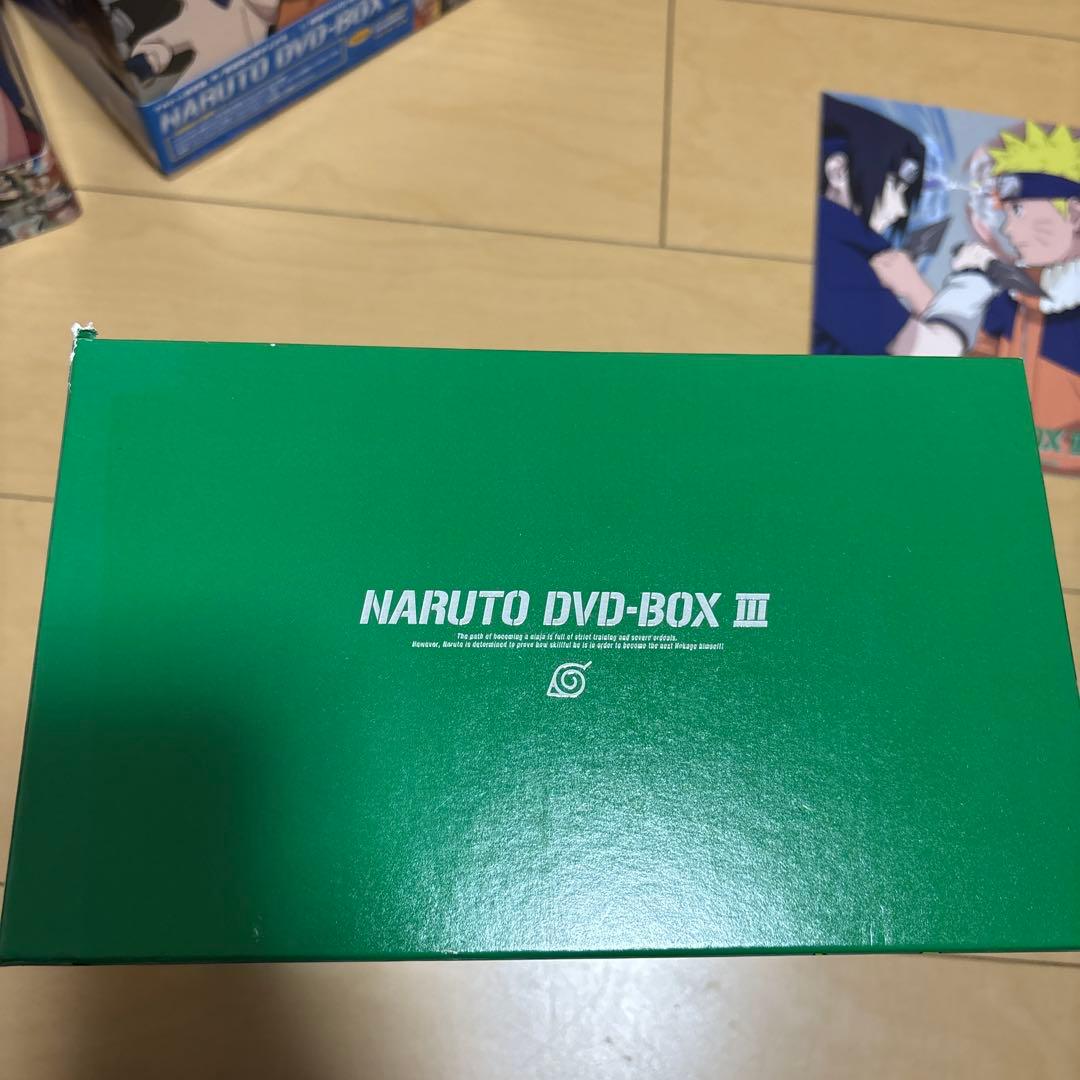 NARUTO DVD-BOX
NARUTO DVD-BOX III
The path of becoming a ninja is full of strict training and severe ordeals.
However, Naruto is determined to prove how skillful he is in order to become the next Hokage himself!